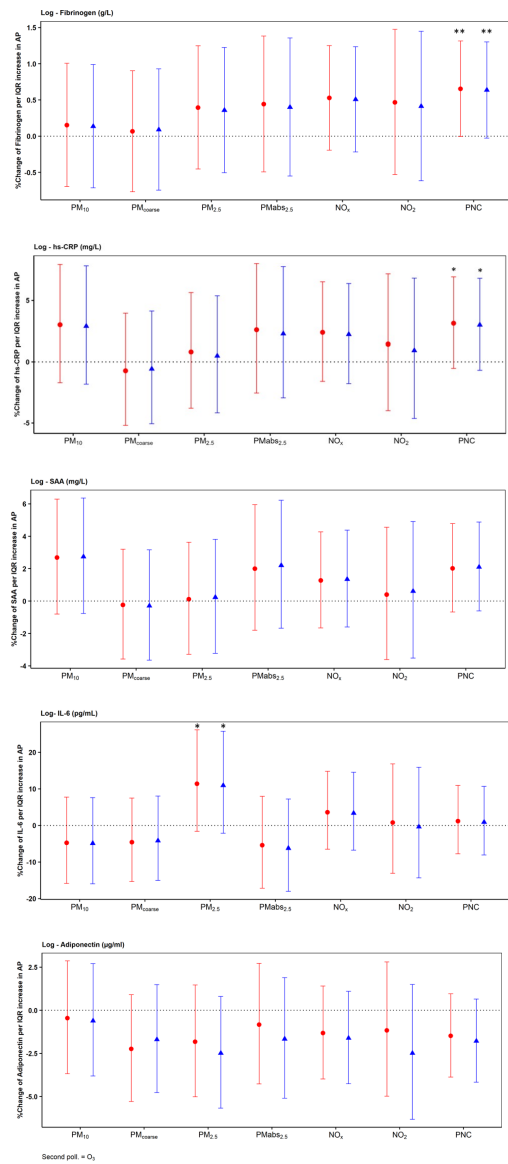 Log - Fibrinogen (g/L)
%Change of Fibrinogen per IQR increase in AP
1.5
** **
1.0
0.5
0.0
-0.5
PM₁₀ PMcoarse PM₂.₅ PMabs₂.₅ NOₓ NO₂ PNC
Log - hs-CRP (mg/L)
%Change of hs-CRP per IQR increase in AP
* *
5
0
-5
PM₁₀ PMcoarse PM₂.₅ PMabs₂.₅ NOₓ NO₂ PNC
Log - SAA (mg/L)
%Change of SAA per IQR increase in AP
6
4
2
0
-2
-4
PM₁₀ PMcoarse PM₂.₅ PMabs₂.₅ NOₓ NO₂ PNC
Log- IL-6 (pg/mL)
%Change of IL-6 per IQR increase in AP
* *
20
10
0
-10
-20
PM₁₀ PMcoarse PM₂.₅ PMabs₂.₅ NOₓ NO₂ PNC
Log - Adiponectin (µg/ml)
%Change of Adiponectin per IQR increase in AP
2.5
0.0
-2.5
-5.0
PM₁₀ PMcoarse PM₂.₅ PMabs₂.₅ NOₓ NO₂ PNC
Second poll. = O₃